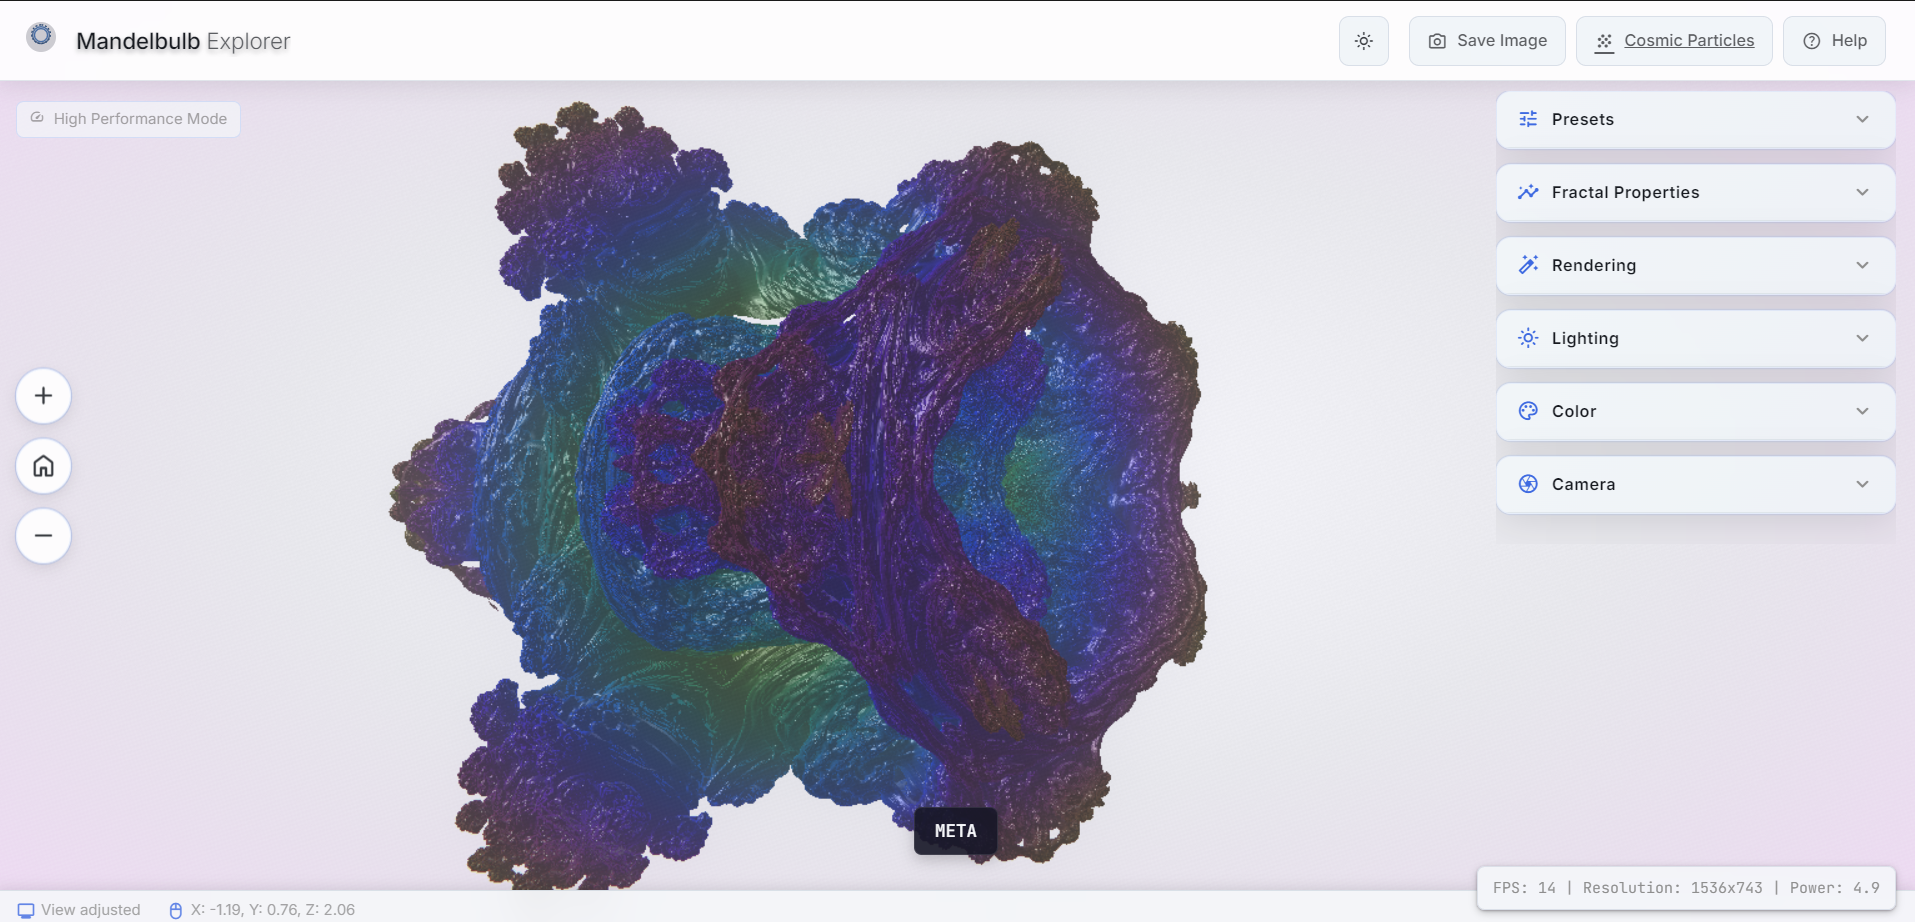 Mandelbulb Explorer
Save Image
Cosmic Particles
Help
High Performance Mode
Presets
Fractal Properties
Rendering
Lighting
Color
Camera
META
FPS: 14 | Resolution: 1536x743 | Power: 4.9
View adjusted
X: -1.19, Y: 0.76, Z: 2.06